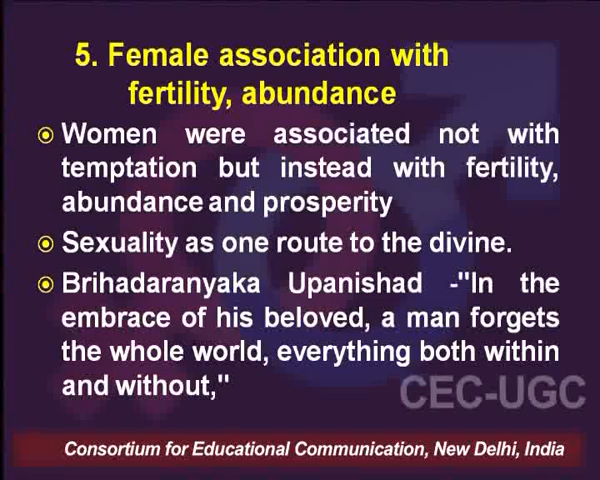 5. Female association with
fertility, abundance
Women were associated not with
temptation but instead with fertility,
abundance and prosperity
Sexuality as one route to the divine.
Brihadaranyaka Upanishad -"In the
embrace of his beloved, a man forgets
the whole world, everything both within
and without,"
CEC-UGC
Consortium for Educational Communication, New Delhi, India